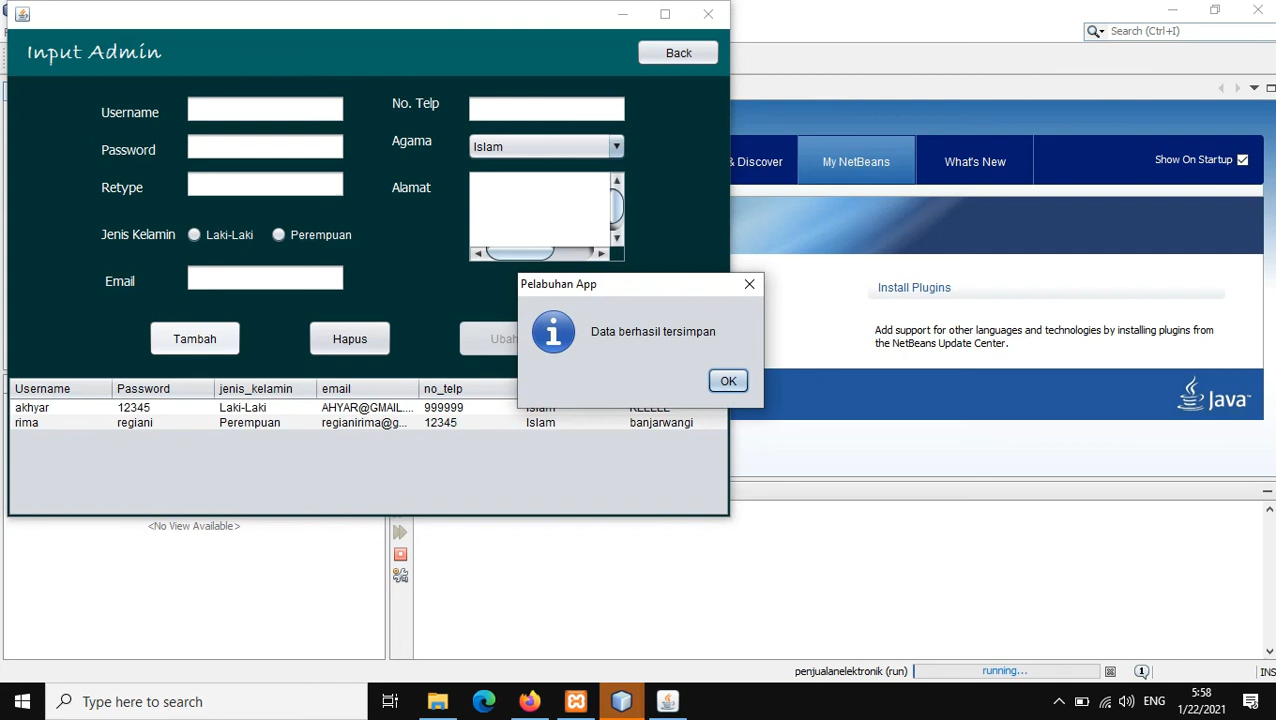 Input Admin
Back
Search (Ctrl+I)
Username
No. Telp
Password
Agama
Islam
Retype
Alamat
Jenis Kelamin
Laki-Laki
Perempuan
Email
Tambah
Hapus
Ubah
Pelabuhan App
Data berhasil tersimpan
OK
Username Password jenis_kelamin email no_telp
akhyar 12345 Laki-Laki AHYAR@GMAIL.... 999999 Islam
rima regiani Perempuan regianirima@g... 12345 Islam banjarwangi
& Discover
My NetBeans
What's New
Show On Startup
Install Plugins
Add support for other languages and technologies by installing plugins from
the NetBeans Update Center.
Java
<No View Available>
penjualanelektronik (run)
running...
1
INS
Type here to search
ENG
5:58
1/22/2021